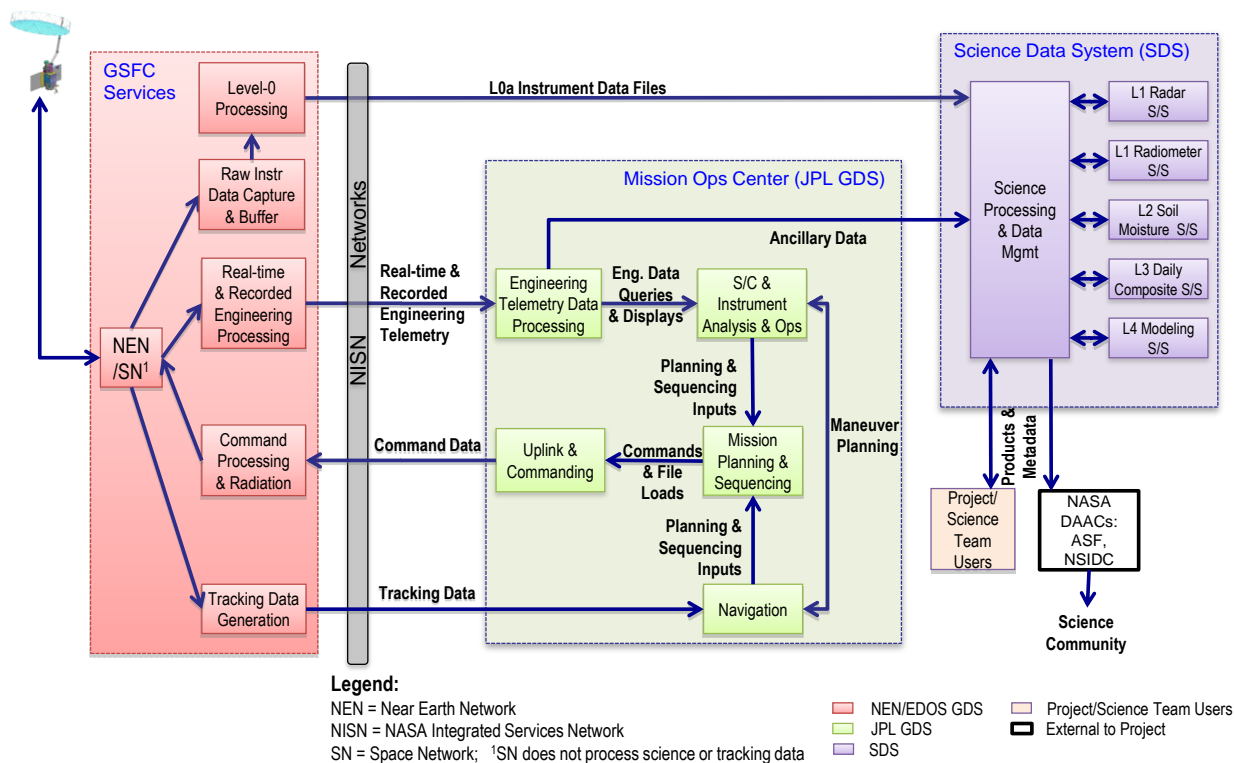 GSFC
Services
Level-0
Processing
Raw Instr
Data Capture
& Buffer
Real-time
& Recorded
Engineering
Processing
NEN
/SN¹
Command
Processing
& Radiation
Tracking Data
Generation
NISN Networks
L0a Instrument Data Files
Real-time &
Recorded
Engineering
Telemetry
Command Data
Tracking Data
Mission Ops Center (JPL GDS)
Ancillary Data
Engineering
Telemetry Data
Processing
Eng. Data
Queries
& Displays
S/C &
Instrument
Analysis & Ops
Planning &
Sequencing
Inputs
Maneuver
Planning
Uplink &
Commanding
Commands
& File
Loads
Mission
Planning &
Sequencing
Planning &
Sequencing
Inputs
Navigation
Science Data System (SDS)
Science
Processing
& Data
Mgmt
L1 Radar
S/S
L1 Radiometer
S/S
L2 Soil
Moisture S/S
L3 Daily
Composite S/S
L4 Modeling
S/S
Products &
Metadata
Project/
Science
Team
Users
NASA
DAACs:
ASF,
NSIDC
Science
Community
Legend:
NEN = Near Earth Network
NISN = NASA Integrated Services Network
SN = Space Network; ¹SN does not process science or tracking data
NEN/EDOS GDS
JPL GDS
SDS
Project/Science Team Users
External to Project